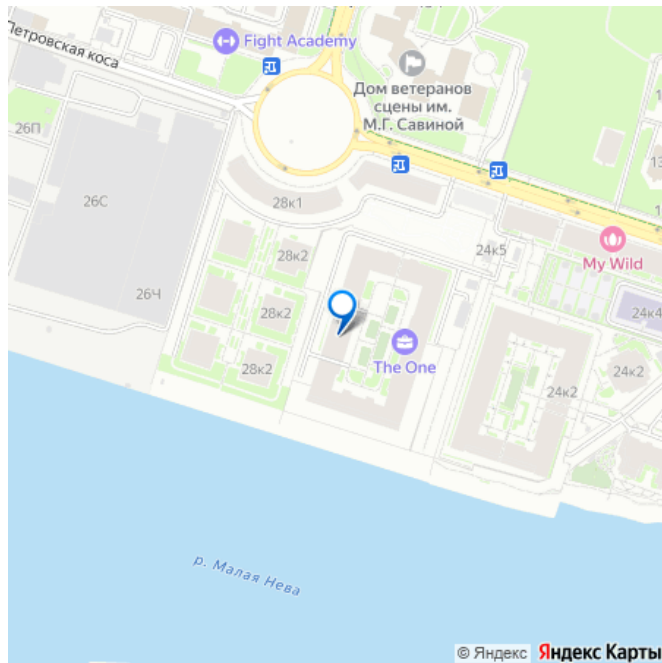 Петровская коса
Fight Academy
Дом ветеранов
сцены им.
М.Г. Савиной
26П
26С
28к1
28к2
24к5
My Wild
26Ч
28к2
24к4
The One
28к2
24к2
24к2
р. Малая Нева
© Яндекс Яндекс Карты